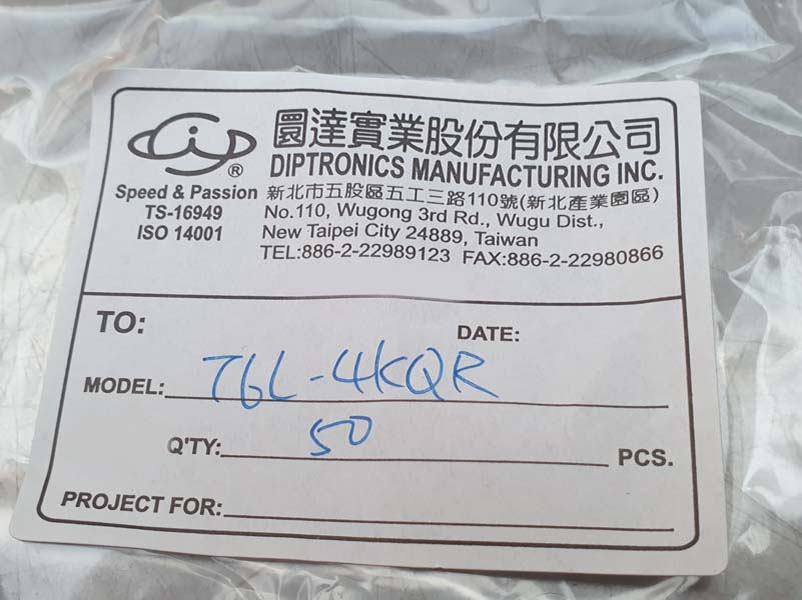 圜達實業股份有限公司
DIPTRONICS MANUFACTURING INC.
®
Speed & Passion
TS-16949
ISO 14001
新北市五股區五工三路110號(新北產業園區)
No.110, Wugong 3rd Rd., Wugu Dist.,
New Taipei City 24889, Taiwan
TEL:886-2-22989123 FAX:886-2-22980866
TO:
DATE:
MODEL: T6L-4KQR
Q'TY: 50 PCS.
PROJECT FOR: